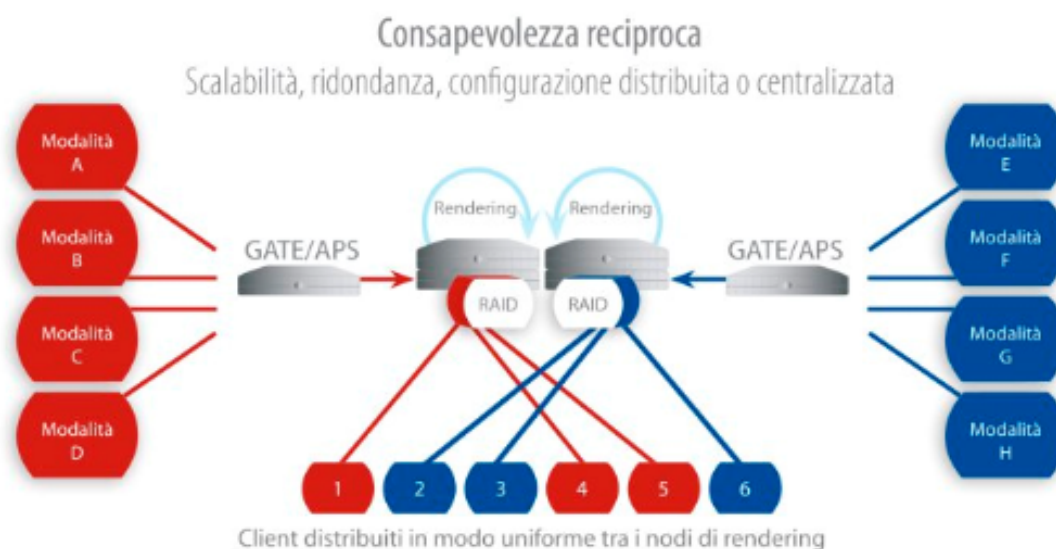 Consapevolezza reciproca
Scalabilità, ridondanza, configurazione distribuita o centralizzata
Modalità
A
Modalità
B
Modalità
C
Modalità
D
GATE/APS
Rendering
Rendering
RAID
RAID
GATE/APS
Modalità
E
Modalità
F
Modalità
G
Modalità
H
1
2
3
4
5
6
Client distribuiti in modo uniforme tra i nodi di rendering